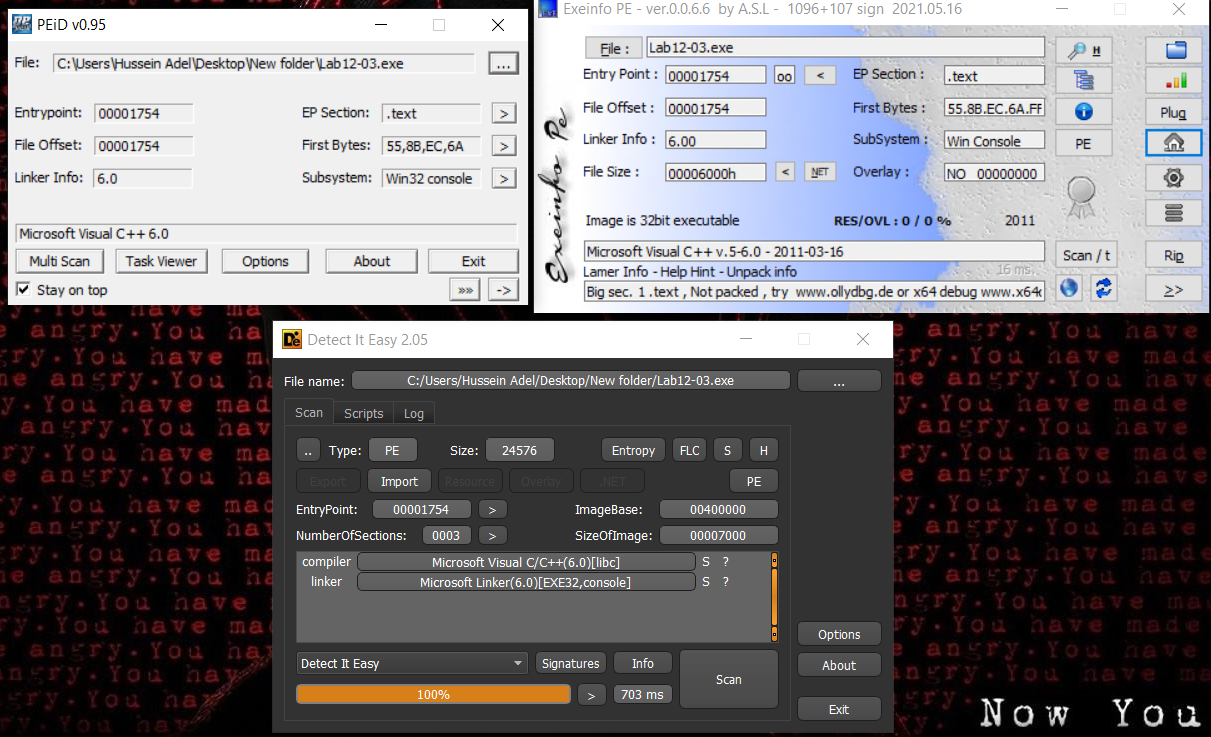 PEiD v0.95
File: C:\Users\Hussein Adel\Desktop\New folder\Lab12-03.exe ...
Entrypoint: 00001754 EP Section: .text >
File Offset: 00001754 First Bytes: 55,8B,EC,6A >
Linker Info: 6.0 Subsystem: Win32 console >
Microsoft Visual C++ 6.0
Multi Scan Task Viewer Options About Exit
Stay on top »» ->
Exeinfo PE - ver.0.0.6.6 by A.S.L - 1096+107 sign 2021.05.16
Exeinfo Pe
File : Lab12-03.exe H
Entry Point : 00001754 oo < EP Section : .text
File Offset : 00001754 First Bytes : 55.8B.EC.6A.FF Plug
Linker Info : 6.00 SubSystem : Win Console PE
File Size : 00006000h < NET Overlay : NO 00000000
Image is 32bit executable RES/OVL : 0 / 0 % 2011
Microsoft Visual C++ v.5-6.0 - 2011-03-16 Scan / t Rip
Lamer Info - Help Hint - Unpack info 16 ms.
Big sec. 1 .text , Not packed , try www.ollydbg.de or x64 debug www.x64 >>
Detect It Easy 2.05
File name: C:/Users/Hussein Adel/Desktop/New folder/Lab12-03.exe ...
Scan Scripts Log
.. Type: PE Size: 24576 Entropy FLC S H
Export Import Resource Overlay .NET PE
EntryPoint: 00001754 > ImageBase: 00400000
NumberOfSections: 0003 > SizeOfImage: 00007000
compiler Microsoft Visual C/C++(6.0)[libc] S ?
linker Microsoft Linker(6.0)[EXE32,console] S ?
Options
Detect It Easy Signatures Info Scan About
100% > 703 ms
Exit
Now You